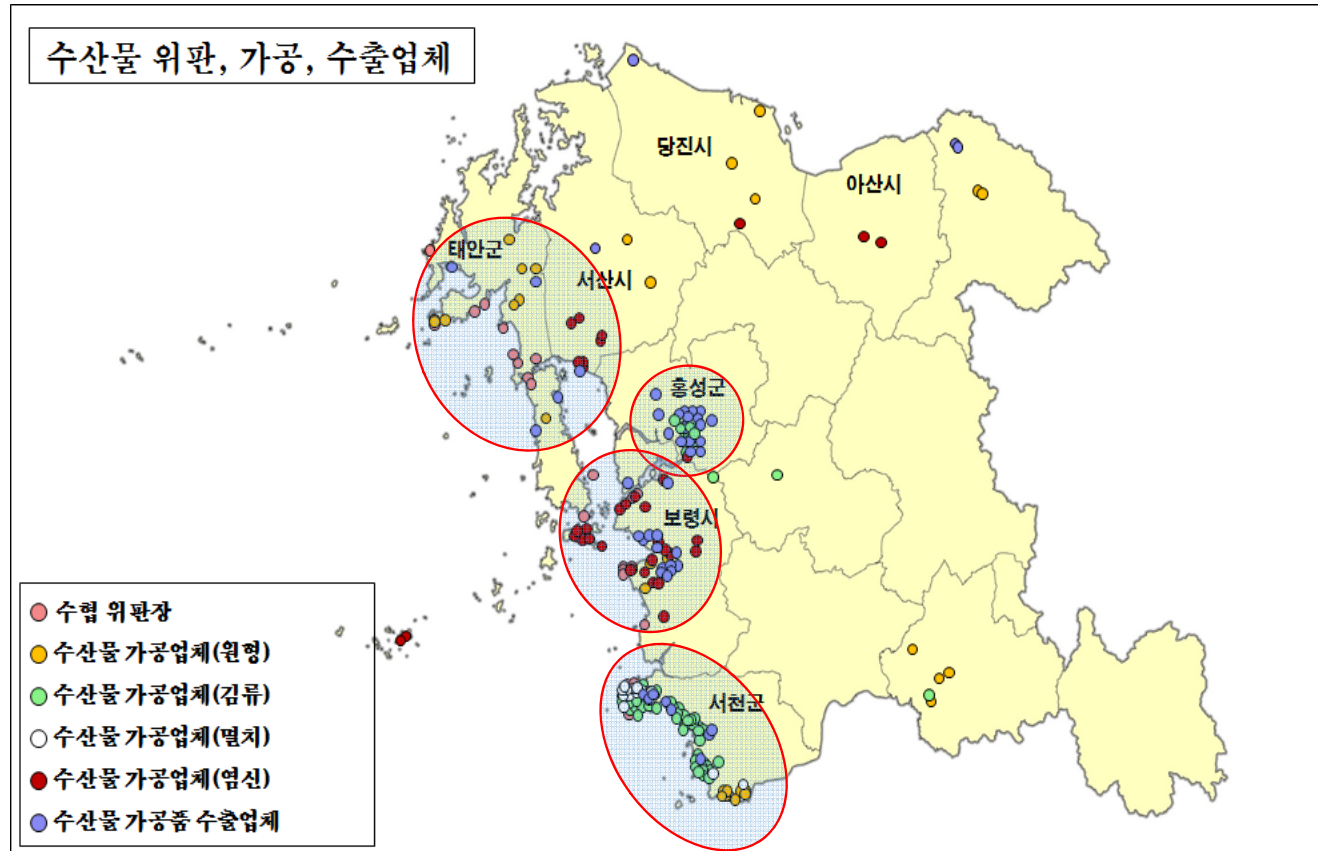 수산물 위판, 가공, 수출업체
당진시
아산시
태안군
서산시
홍성군
보령시
서천군
수협 위판장
수산물 가공업체(원형)
수산물 가공업체(김류)
수산물 가공업체(멸치)
수산물 가공업체(염신)
수산물 가공품 수출업체